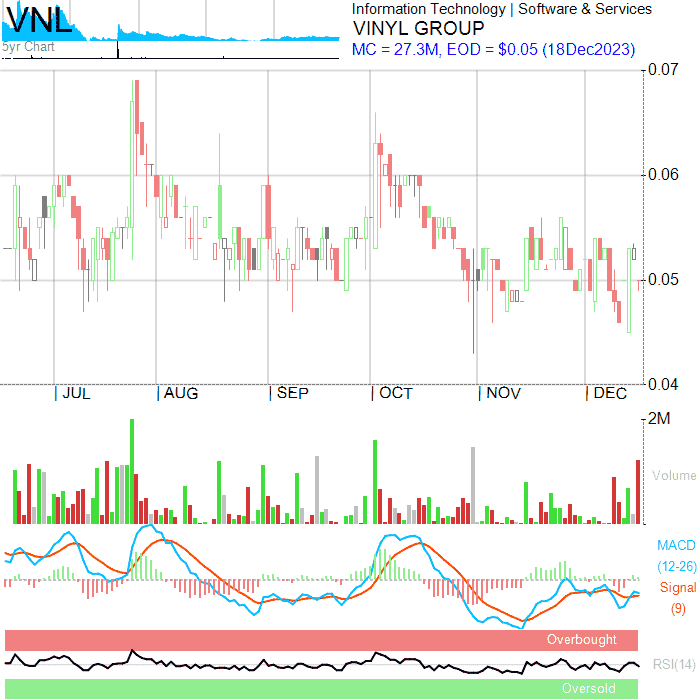 VNL
5yr Chart
Information Technology | Software & Services
VINYL GROUP
MC = 27.3M, EOD = $0.05 (18Dec2023)
0.07
0.06
0.05
0.04
| JUL | AUG | SEP | OCT | NOV | DEC
2M
Volume
MACD
(12-26)
Signal
(9)
Overbought
RSI(14)
Oversold